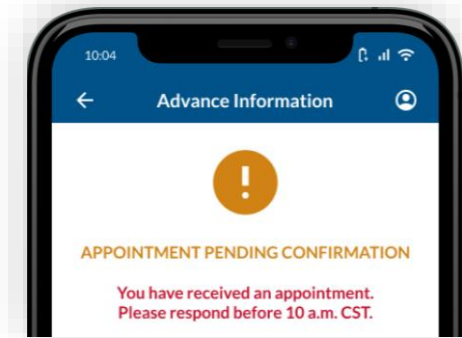 10:04
Advance Information
!
APPOINTMENT PENDING CONFIRMATION
You have received an appointment.
Please respond before 10 a.m. CST.